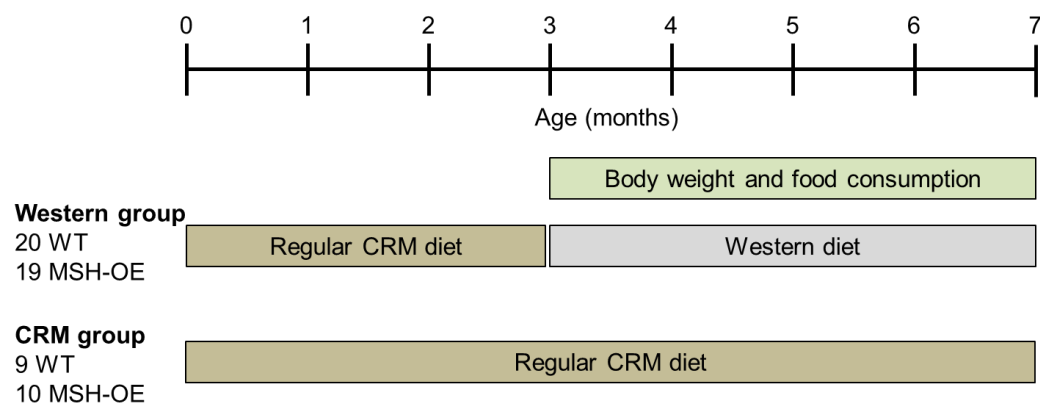 0 1 2 3 4 5 6 7
Age (months)
Body weight and food consumption
Western group
20 WT
19 MSH-OE
Regular CRM diet
Western diet
CRM group
9 WT
10 MSH-OE
Regular CRM diet